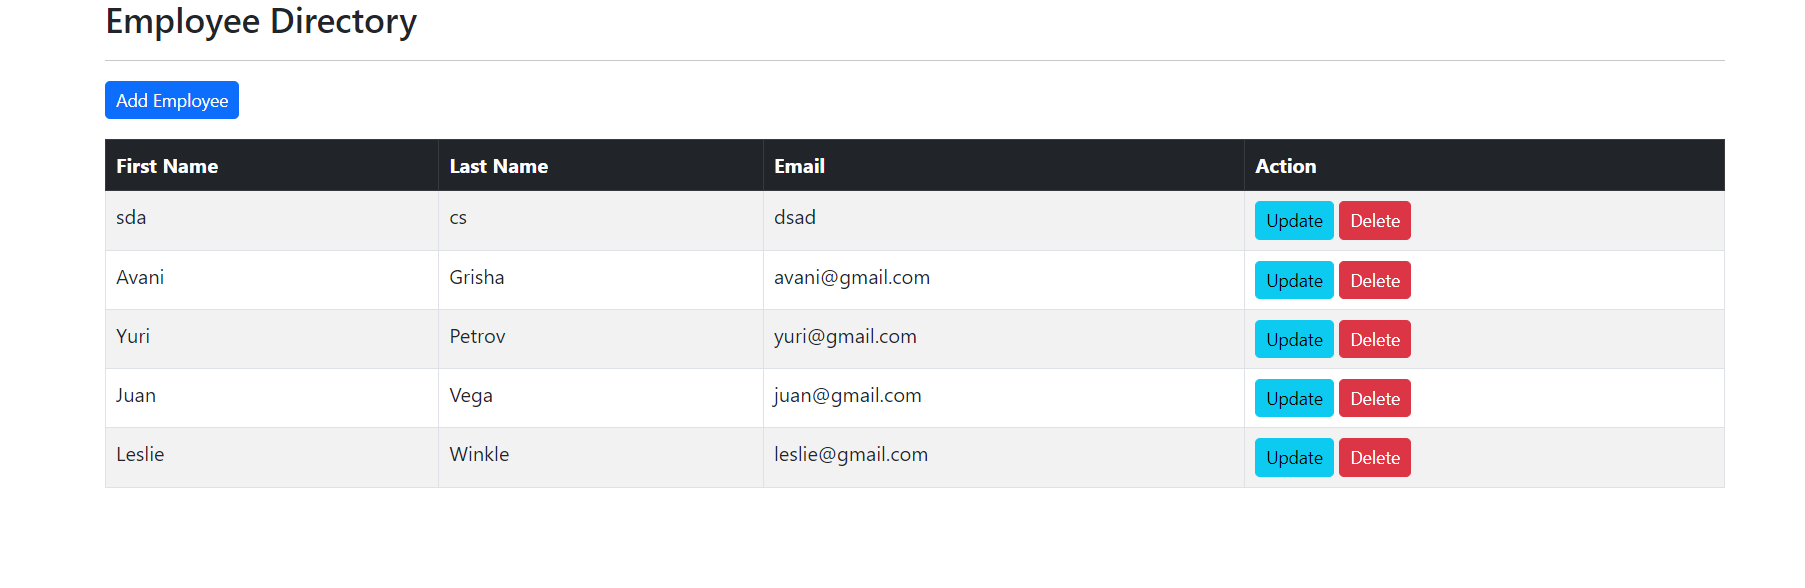 Employee Directory
Add Employee
First Name Last Name Email Action
sda cs dsad Update Delete
Avani Grisha avani@gmail.com Update Delete
Yuri Petrov yuri@gmail.com Update Delete
Juan Vega juan@gmail.com Update Delete
Leslie Winkle leslie@gmail.com Update Delete